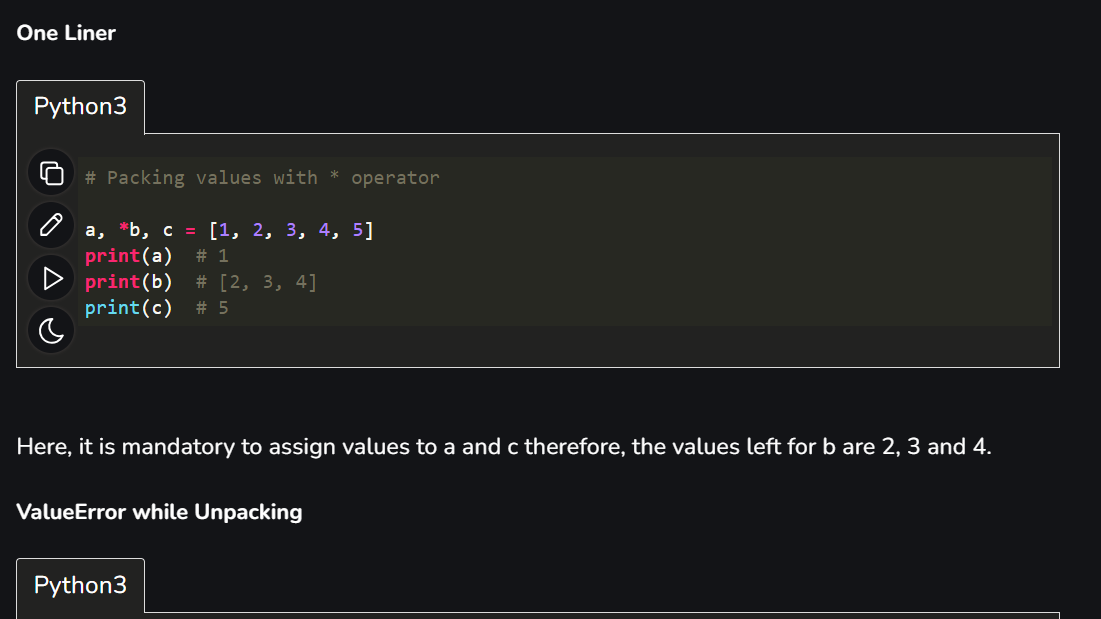 One Liner
Python3
# Packing values with * operator
a, *b, c = [1, 2, 3, 4, 5]
print(a)  # 1
print(b)  # [2, 3, 4]
print(c)  # 5
Here, it is mandatory to assign values to a and c therefore, the values left for b are 2, 3 and 4.
ValueError while Unpacking
Python3